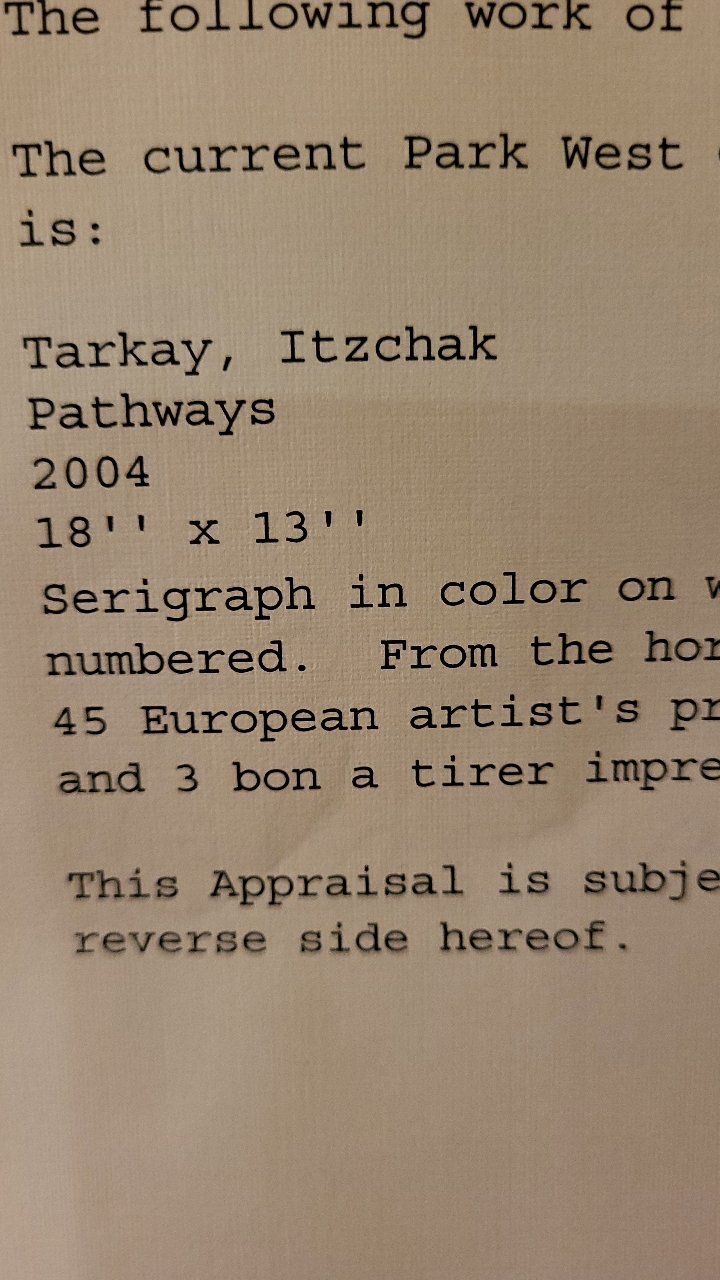 The following work of
The current Park West
is:
Tarkay, Itzchak
Pathways
2004
18'' x 13''
Serigraph in color on
numbered. From the
45 European artist's
and 3 bon a tirer
This Appraisal is
reverse side hereof.